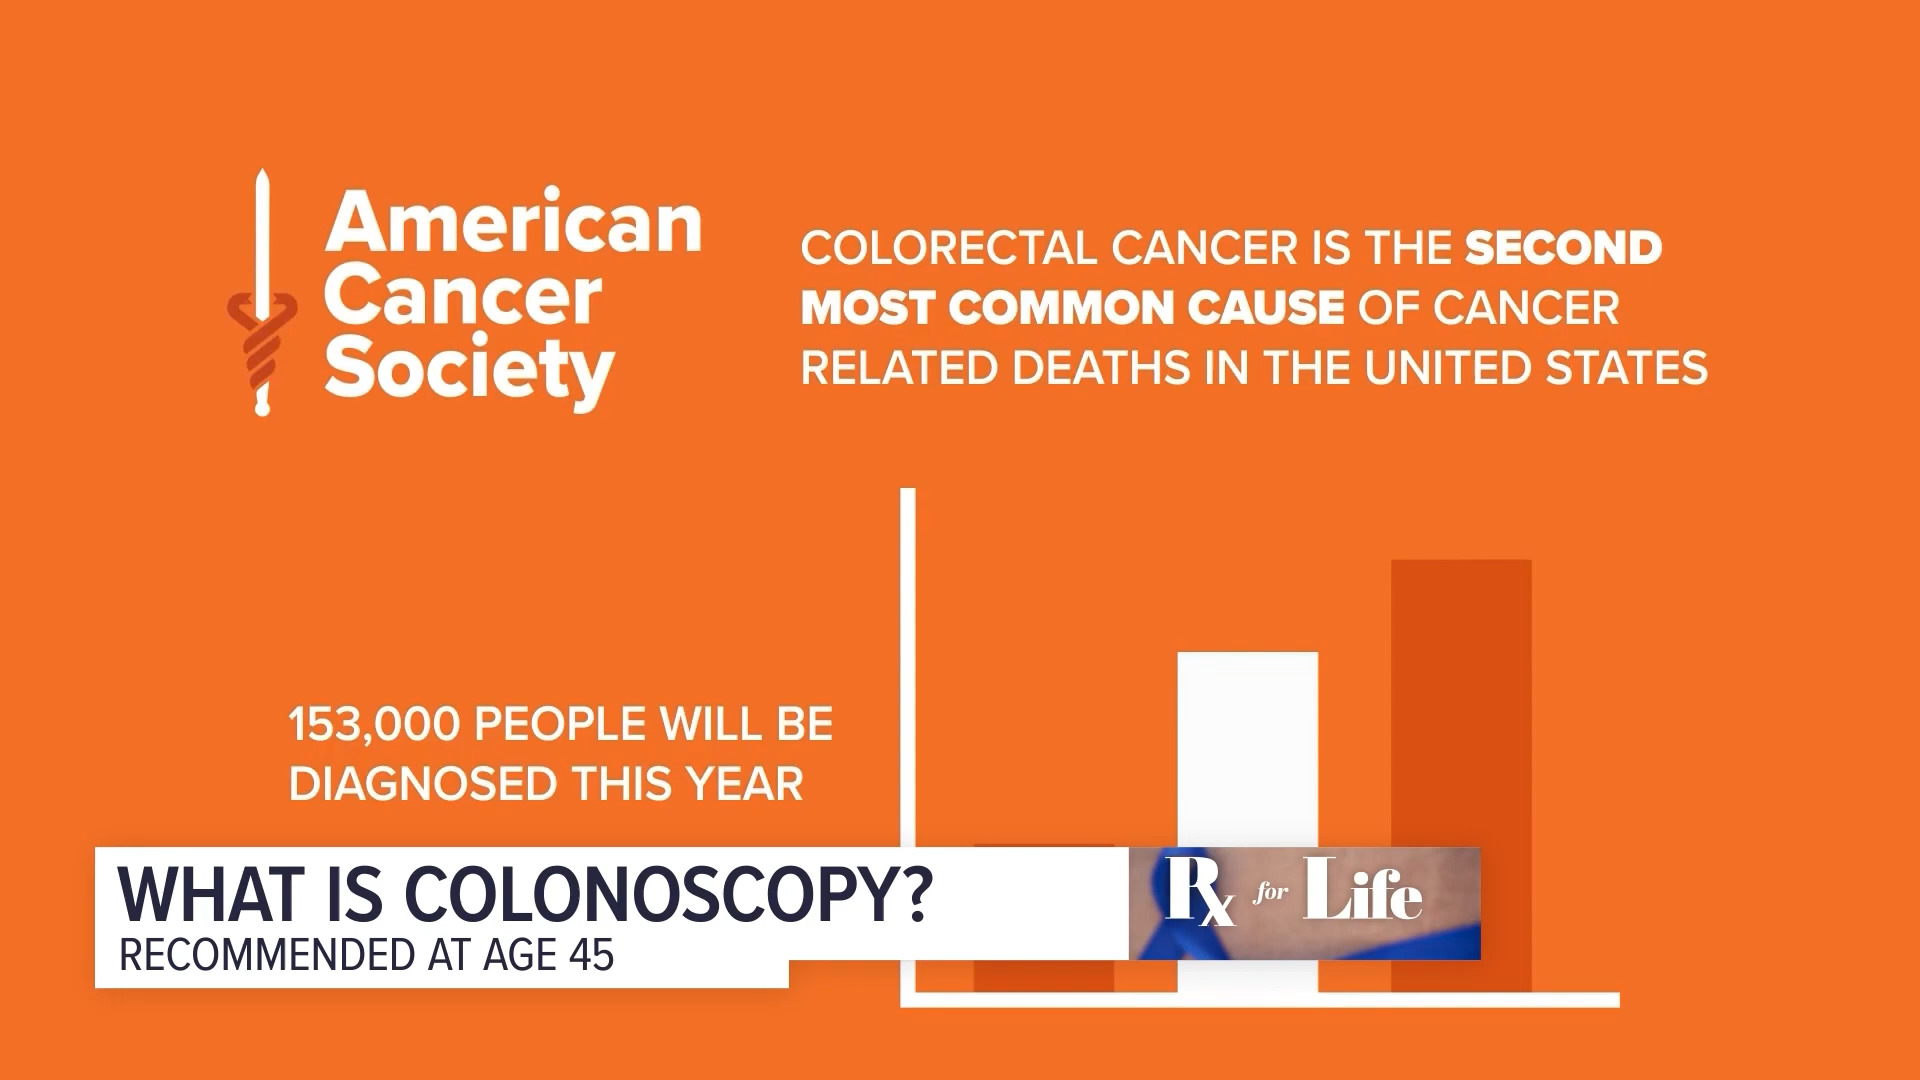 American
Cancer
Society
COLORECTAL CANCER IS THE SECOND
MOST COMMON CAUSE OF CANCER
RELATED DEATHS IN THE UNITED STATES
153,000 PEOPLE WILL BE
DIAGNOSED THIS YEAR
WHAT IS COLONOSCOPY?
RECOMMENDED AT AGE 45
Rx for Life